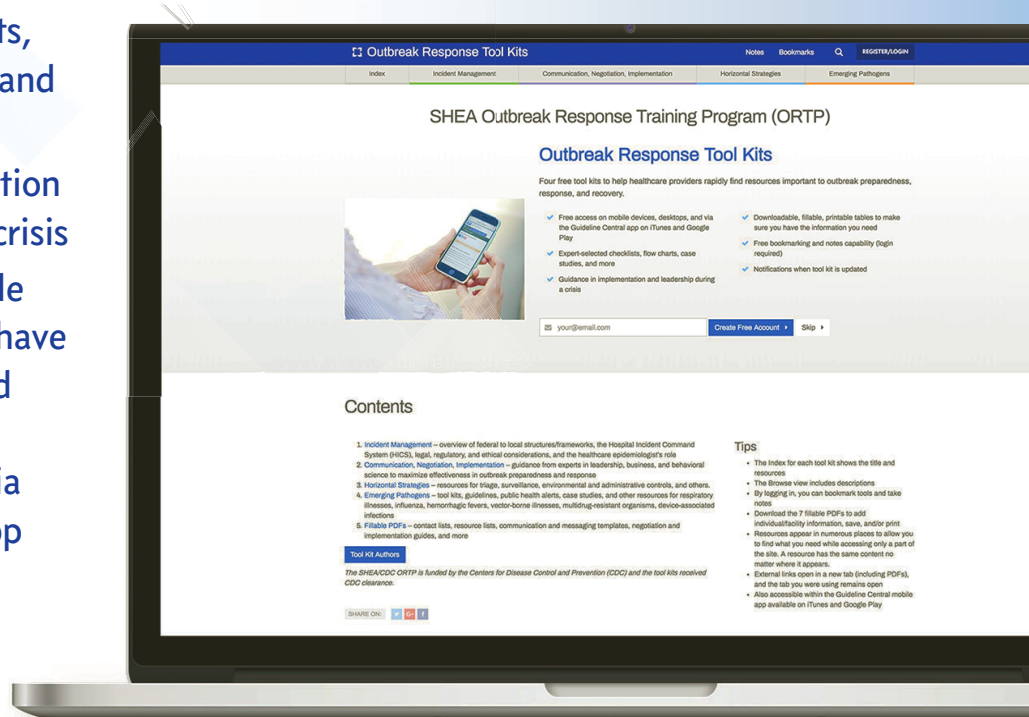 ts,
and
tion
crisis
le
have
d
ia
op
Outbreak Response Tool Kits
Notes
Bookmarks
REGISTER/LOGIN
Index
Incident Management
Communication, Negotiation, Implementation
Horizontal Strategies
Emerging Pathogens
SHEA Outbreak Response Training Program (ORTP)
Outbreak Response Tool Kits
Four free tool kits to help healthcare providers rapidly find resources important to outbreak preparedness,
response, and recovery.
Free access on mobile devices, desktops, and via
the Guideline Central app on iTunes and Google
Play
Expert-selected checklists, flow charts, case
studies, and more
Guidance in implementation and leadership during
a crisis
Downloadable, fillable, printable tables to make
sure you have the information you need
Free bookmarking and notes capability (login
required)
Notifications when tool kit is updated
your@email.com
Create Free Account
Skip
Contents
1. Incident Management – overview of federal to local structures/frameworks, the Hospital Incident Command
System (HICS), legal, regulatory, and ethical considerations, and the healthcare epidemiologist's role
2. Communication, Negotiation, Implementation – guidance from experts in leadership, business, and behavioral
science to maximize effectiveness in outbreak preparedness and response
3. Horizontal Strategies – resources for triage, surveillance, environmental and administrative controls, and others.
4. Emerging Pathogens – tool kits, guidelines, public health alerts, case studies, and other resources for respiratory
illnesses, influenza, hemorrhagic fevers, vector-borne illnesses, multidrug-resistant organisms, device-associated
infections
5. Fillable PDFs – contact lists, resource lists, communication and messaging templates, negotiation and
implementation guides, and more
Tool Kit Authors
The SHEA/CDC ORTP is funded by the Centers for Disease Control and Prevention (CDC) and the tool kits received
CDC clearance.
SHARE ON:
Tips
• The Index for each tool kit shows the title and
resources
• The Browse view includes descriptions
• By logging in, you can bookmark tools and take
notes
• Download the 7 fillable PDFs to add
individual/facility information, save, and/or print
• Resources appear in numerous places to allow you
to find what you need while accessing only a part of
the site. A resource has the same content no
matter where it appears.
• External links open in a new tab (including PDFs),
and the tab you were using remains open
• Also accessible within the Guideline Central mobile
app available on iTunes and Google Play